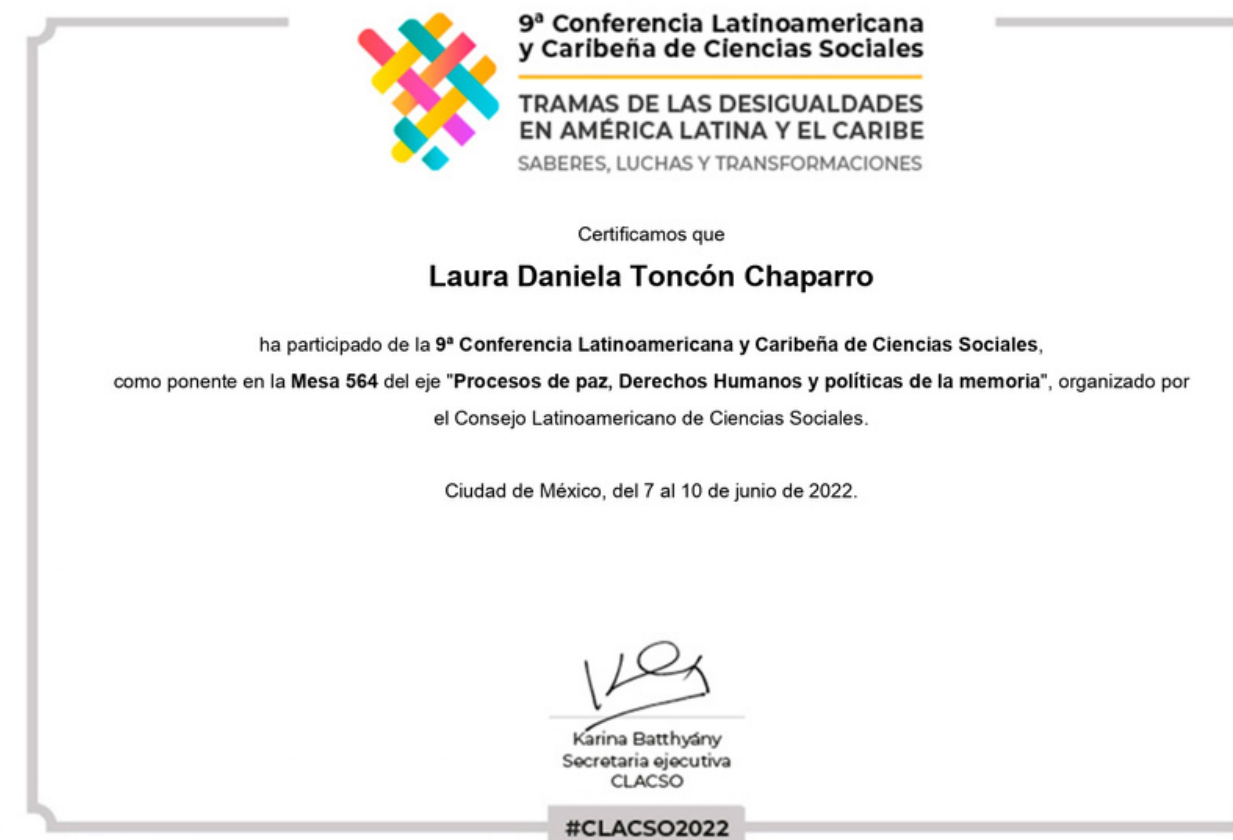 9ª Conferencia Latinoamericana
y Caribeña de Ciencias Sociales
TRAMAS DE LAS DESIGUALDADES
EN AMÉRICA LATINA Y EL CARIBE
SABERES, LUCHAS Y TRANSFORMACIONES
Certificamos que
Laura Daniela Toncón Chaparro
ha participado de la 9ª Conferencia Latinoamericana y Caribeña de Ciencias Sociales,
como ponente en la Mesa 564 del eje "Procesos de paz, Derechos Humanos y políticas de la memoria", organizado por
el Consejo Latinoamericano de Ciencias Sociales.
Ciudad de México, del 7 al 10 de junio de 2022.
Karina Batthyány
Secretaria ejecutiva
CLACSO
#CLACSO2022